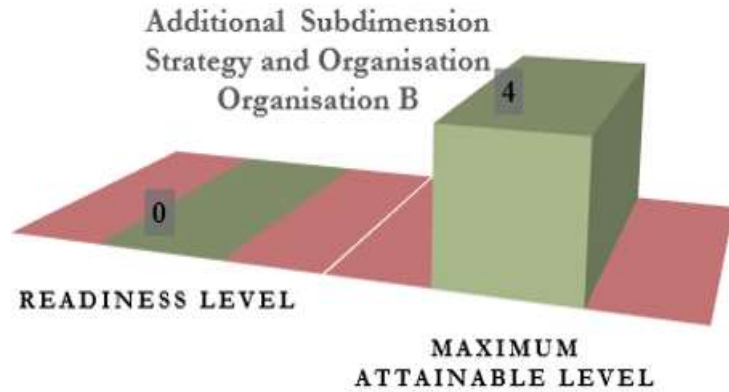 Additional Subdimension
Strategy and Organisation
Organisation B
4
0
READINESS LEVEL
MAXIMUM
ATTAINABLE LEVEL